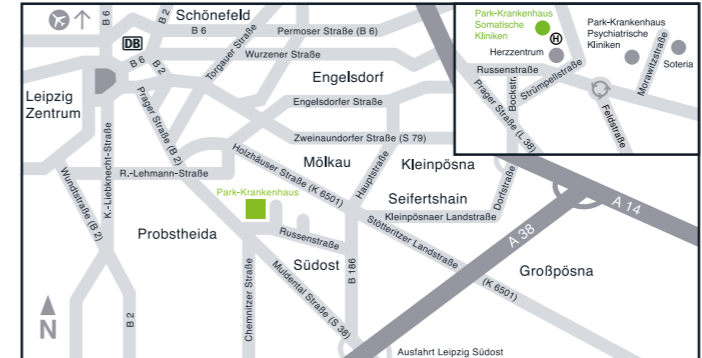 B 6
B 2
Schönefeld
B 6
Permoser Straße (B 6)
DB
B 6
B 2
Torgauer Straße
Wurzener Straße
Engelsdorf
Leipzig
Zentrum
Prager Straße (B 2)
Engelsdorfer Straße
Zweinaundorfer Straße (S 79)
K.-Liebknecht-Straße
R.-Lehmann-Straße
Holzhäuser Straße (K 6501)
Mölkau
Hauptstraße
Kleinpösna
Wundtstraße (B 2)
Park-Krankenhaus
Seifertshain
Dorfstraße
Kleinpösnaer Landstraße
A 14
Probstheida
Russenstraße
Stötteritzer Landstraße
(K 6501)
A 38
Südost
B 186
Großpösna
Chemnitzer Straße
Muldental Straße (S 38)
B 2
N
Ausfahrt Leipzig Südost
Park-Krankenhaus
Somatische
Kliniken
H
Herzzentrum
Park-Krankenhaus
Psychiatrische
Kliniken
Morawitzstraße
Soteria
Russenstraße
Bockstr.
Strümpellstraße
Prager Straße (L 38)
Feldstraße